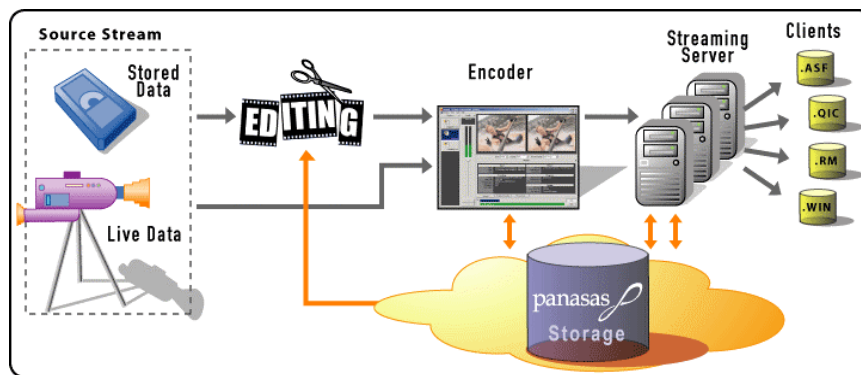 Source Stream
Stored
Data
Live Data
EDITING
Encoder
Streaming
Server
Clients
.ASF
.QIC
.RM
.WIN
panasas
Storage